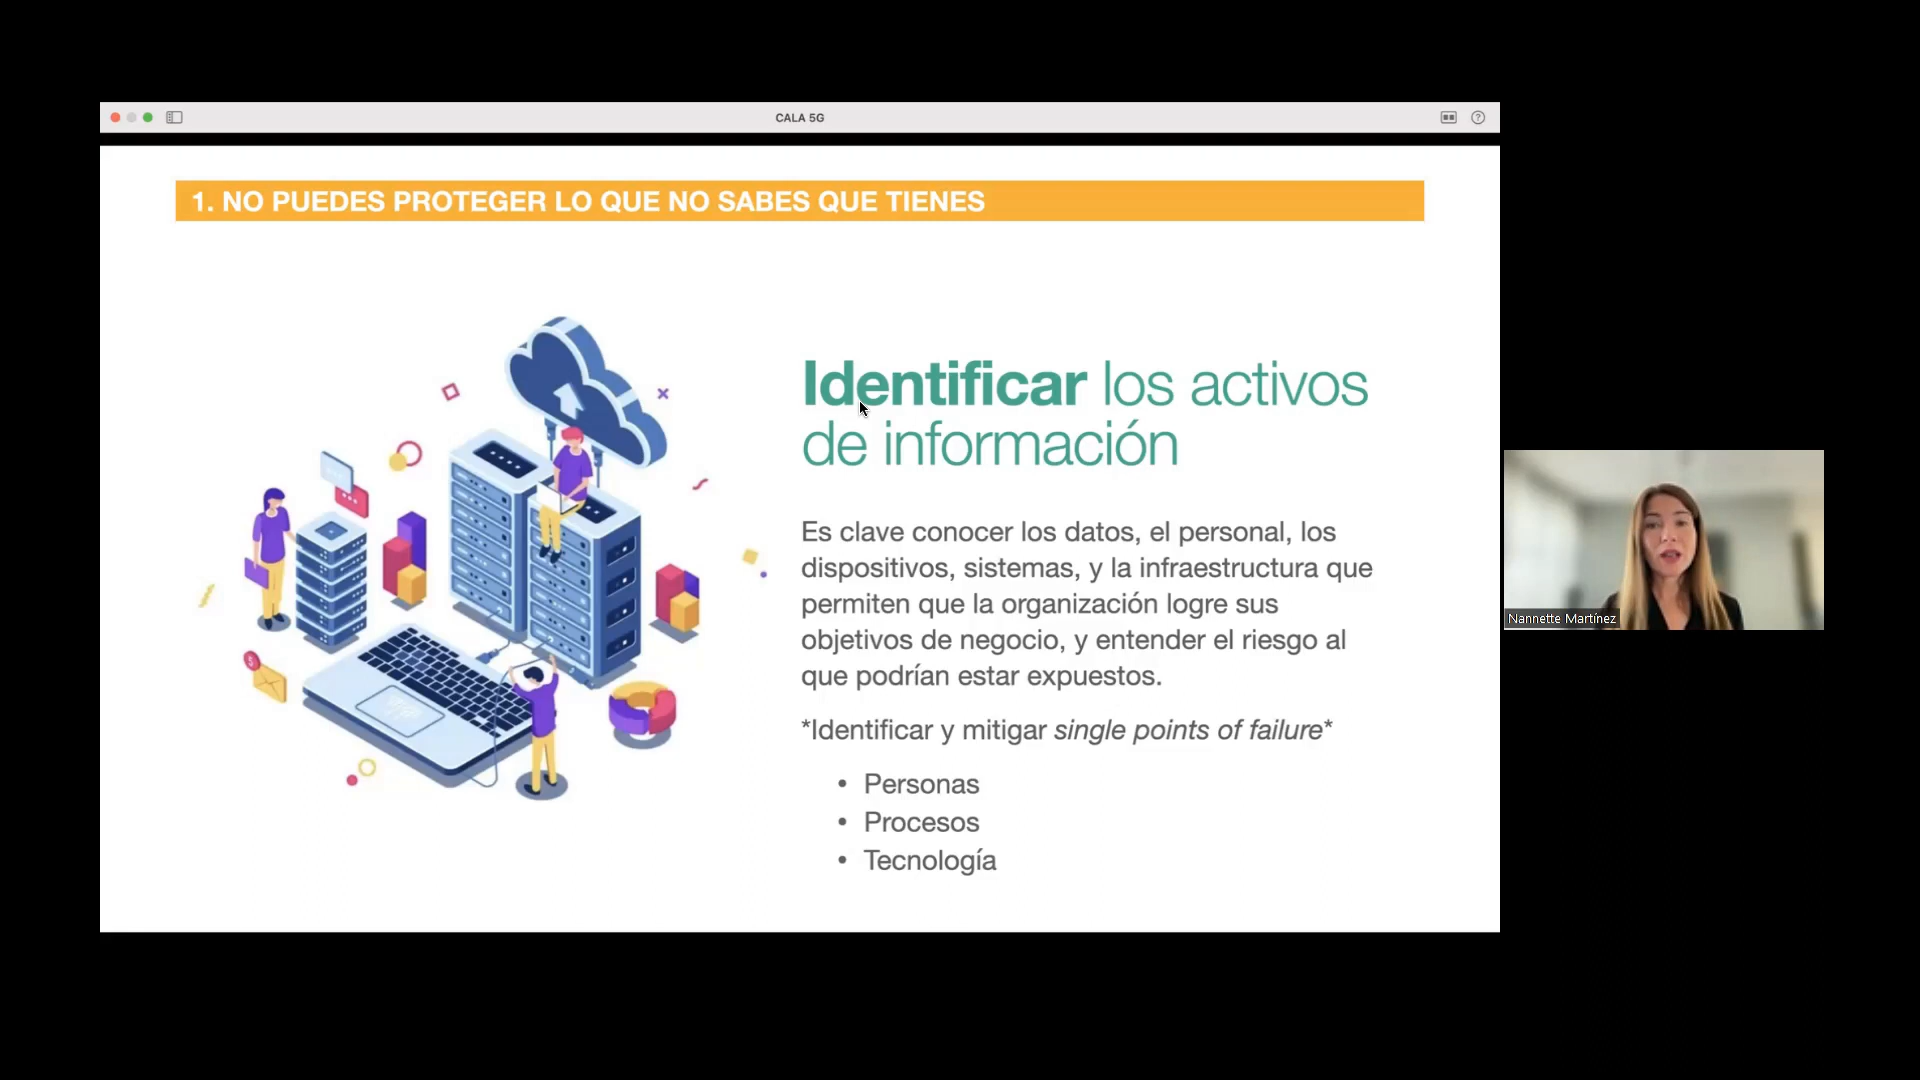 CALA 5G
1. NO PUEDES PROTEGER LO QUE NO SABES QUE TIENES
Identificar los activos
de información
Es clave conocer los datos, el personal, los
dispositivos, sistemas, y la infraestructura que
permiten que la organización logre sus
objetivos de negocio, y entender el riesgo al
que podrían estar expuestos.
*Identificar y mitigar single points of failure*
• Personas
• Procesos
• Tecnología
Nannette Martínez